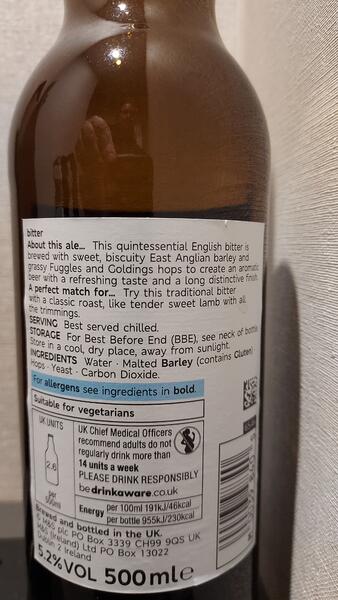 bitter
About this ale... This quintessential English bitter is
brewed with sweet, biscuity East Anglian barley and
grassy Fuggles and Goldings hops to create an aromatic
beer with a refreshing taste and a long distinctive finish.
A perfect match for... Try this traditional bitter
with a classic roast, like tender sweet lamb with all
the trimmings.
SERVING Best served chilled.
STORAGE For Best Before End (BBE), see neck of bottle.
Store in a cool, dry place, away from sunlight.
INGREDIENTS Water · Malted Barley (contains Gluten)
Hops · Yeast · Carbon Dioxide.
For allergens see ingredients in bold.
Suitable for vegetarians
UK UNITS
2.6
per
500ml
UK Chief Medical Officers
recommend adults do not
regularly drink more than
14 units a week
PLEASE DRINK RESPONSIBLY
bedrinkaware.co.uk
Energy
per 100ml 191kJ/46kcal
per bottle 955kJ/230kcal
Brewed and bottled in the UK.
M&S plc PO Box 3339 CH99 9QS UK
M&S (Ireland) Ltd PO Box 13022
Dublin 2 Ireland
5.2%VOL 500ml e